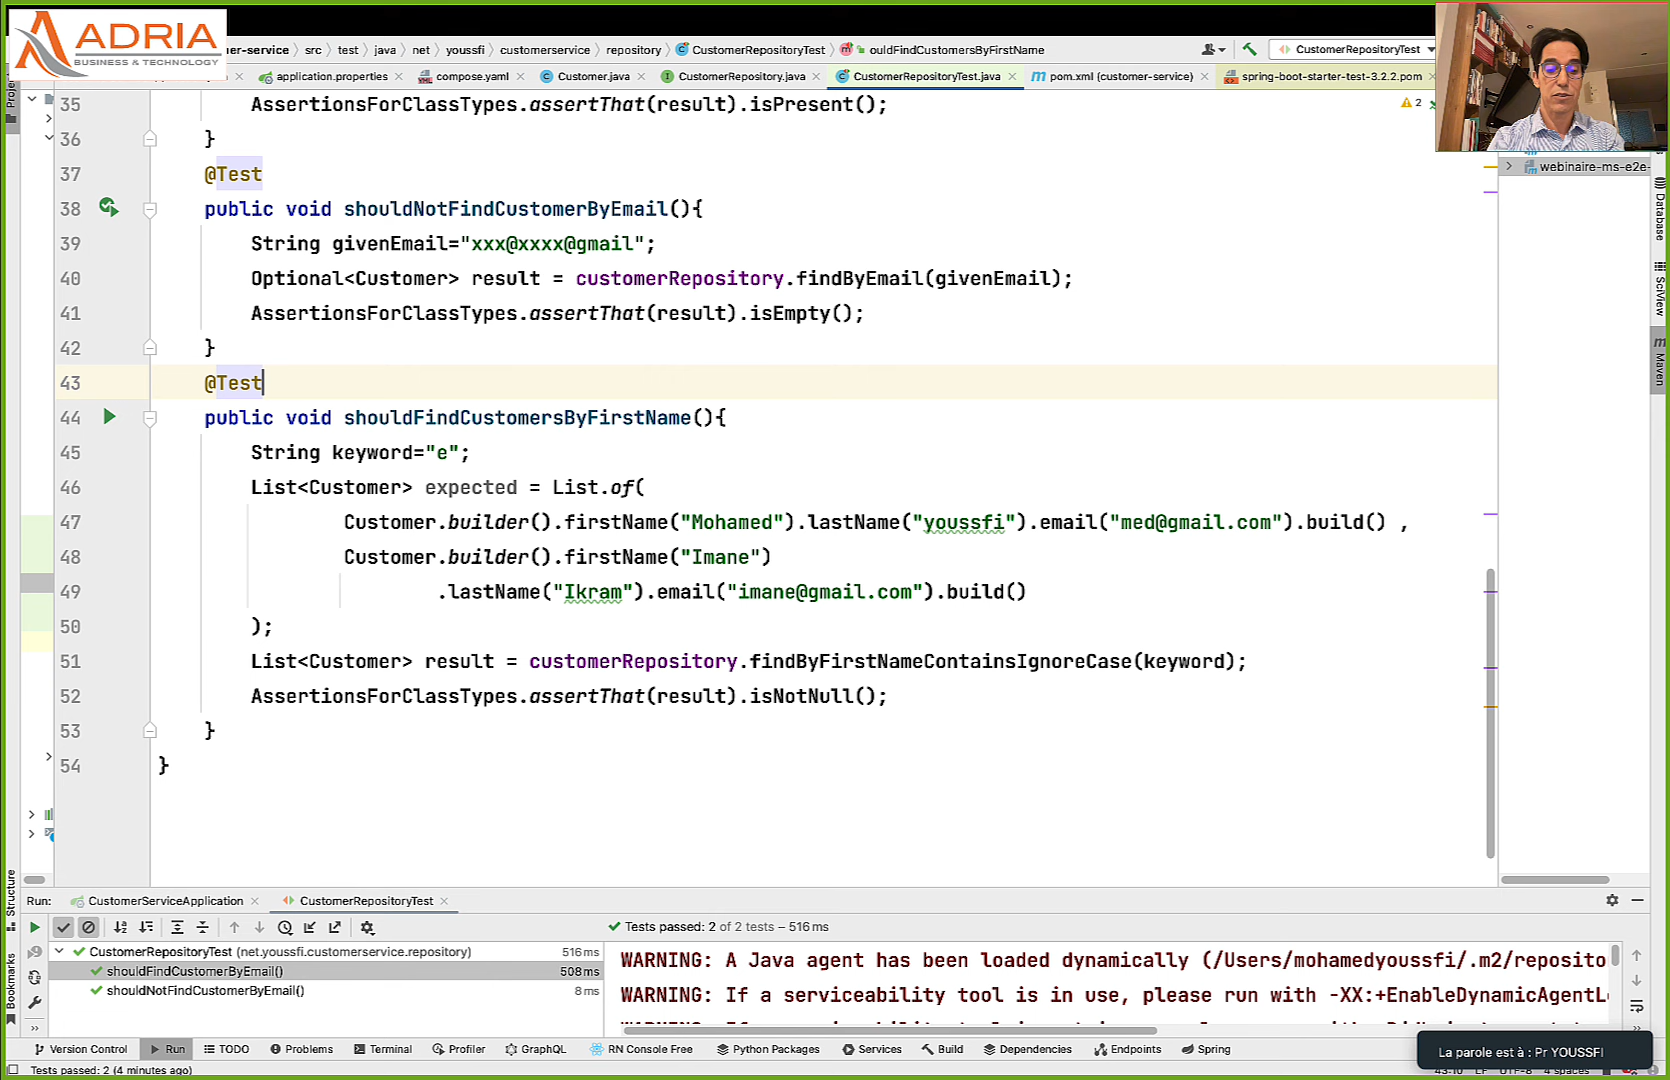 ADRIA
BUSINESS & TECHNOLOGY
er-service › src › test › java › net › youssfi › customerservice › repository › CustomerRepositoryTest › ouldFindCustomersByFirstName
CustomerRepositoryTest
application.properties × compose.yaml × Customer.java × CustomerRepository.java × CustomerRepositoryTest.java × pom.xml (customer-service) × spring-boot-starter-test-3.2.2.pom ×
35 AssertionsForClassTypes.assertThat(result).isPresent();
2
36 }
37 @Test
38 public void shouldNotFindCustomerByEmail(){
39 String givenEmail="xxx@xxxx@gmail";
40 Optional<Customer> result = customerRepository.findByEmail(givenEmail);
41 AssertionsForClassTypes.assertThat(result).isEmpty();
42 }
43 @Test
44 public void shouldFindCustomersByFirstName(){
45 String keyword="e";
46 List<Customer> expected = List.of(
47 Customer.builder().firstName("Mohamed").lastName("youssfi").email("med@gmail.com").build() ,
48 Customer.builder().firstName("Imane")
49 .lastName("Ikram").email("imane@gmail.com").build()
50 );
51 List<Customer> result = customerRepository.findByFirstNameContainsIgnoreCase(keyword);
52 AssertionsForClassTypes.assertThat(result).isNotNull();
53 }
54 }
webinaire-ms-e2e-
Database
SciView
m Maven
Structure
Bookmarks
Run: CustomerServiceApplication × CustomerRepositoryTest ×
Tests passed: 2 of 2 tests – 516 ms
CustomerRepositoryTest (net.youssfi.customerservice.repository) 516 ms
shouldFindCustomerByEmail() 508 ms
shouldNotFindCustomerByEmail() 8 ms
WARNING: A Java agent has been loaded dynamically (/Users/mohamedyoussfi/.m2/reposito
WARNING: If a serviceability tool is in use, please run with -XX:+EnableDynamicAgentL
Version Control Run TODO Problems Terminal Profiler GraphQL RN Console Free Python Packages Services Build Dependencies Endpoints Spring
La parole est à : Pr YOUSSFI
Tests passed: 2 (4 minutes ago)
43:10 LF UTF-8 4 spaces